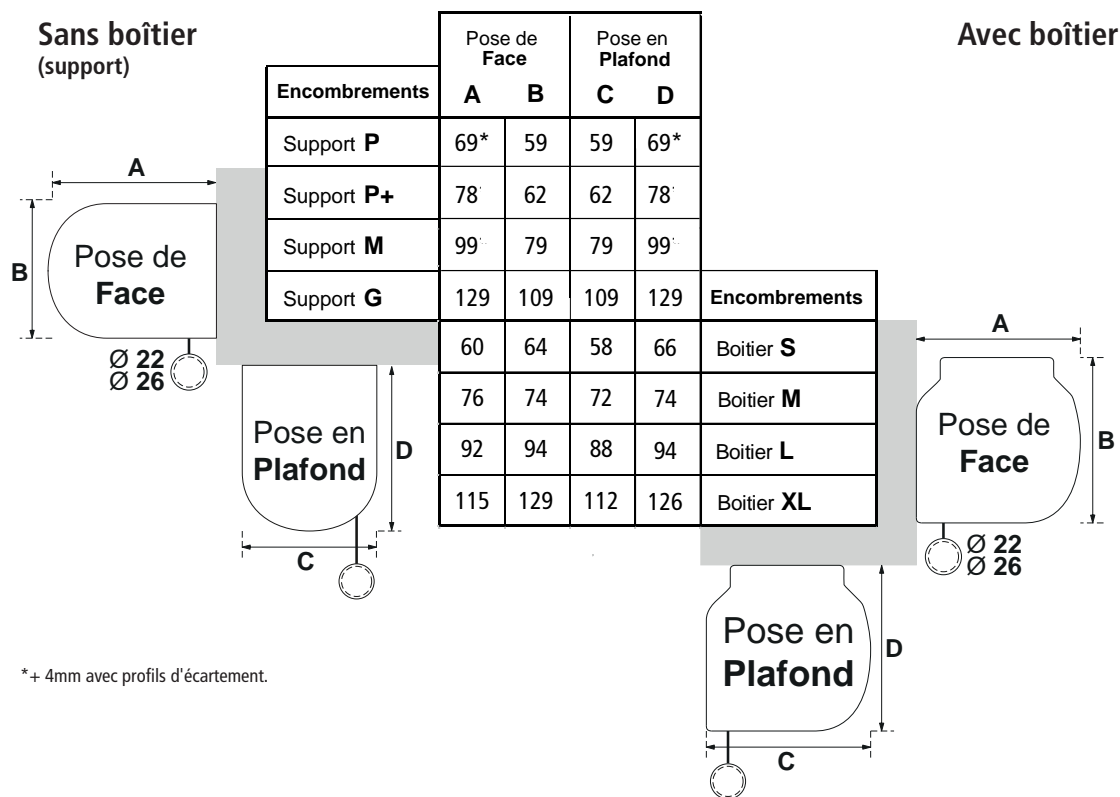 Sans boîtier
(support)
Avec boîtier
Pose de Face
Pose en Plafond
Encombrements A B C D
Support P 69* 59 59 69*
Support P+ 78 62 62 78
Support M 99 79 79 99
Support G 129 109 109 129 Encombrements
60 64 58 66 Boitier S
76 74 72 74 Boitier M
92 94 88 94 Boitier L
115 129 112 126 Boitier XL
A
B
Pose de
Face
Ø 22
Ø 26
Pose en
Plafond
D
C
A
Pose de
Face
B
Ø 22
Ø 26
Pose en
Plafond
D
C
*+ 4mm avec profils d'écartement.